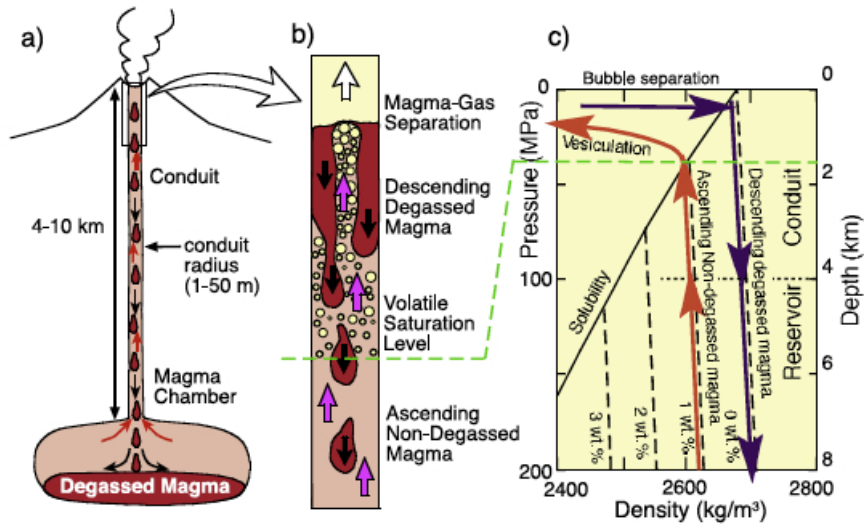 a)
4-10 km
Conduit
conduit
radius
(1-50 m)
Magma
Chamber
Degassed Magma
b)
Magma-Gas
Separation
Descending
Degassed
Magma
Volatile
Saturation
Level
Ascending
Non-Degassed
Magma
c)
Bubble separation
Vesiculation
Solubility
Ascending
Non-degassed magma
Descending degassed magma
3 wt.%
2 wt.%
1 wt.%
0 wt.%
Conduit
Reservoir
Pressure (MPa)
0
100
200
Depth (km)
0
2
4
6
8
2400
2600
2800
Density (kg/m³)